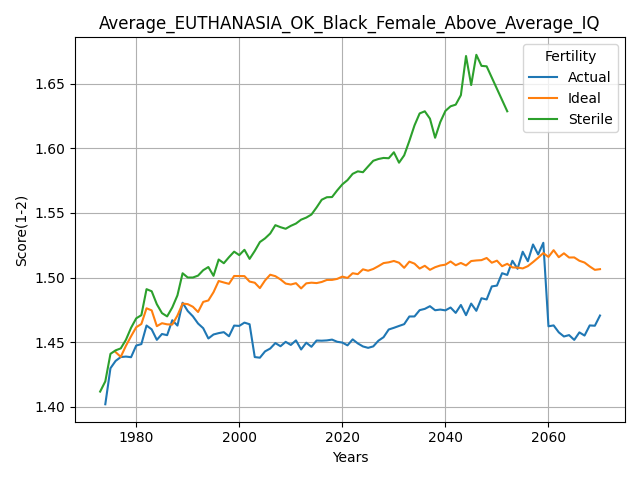 Average_EUTHANASIA_OK_Black_Female_Above_Average_IQ
Fertility
Actual
Ideal
Sterile
Score(1-2)
1.65
1.60
1.55
1.50
1.45
1.40
1980
2000
2020
2040
2060
Years